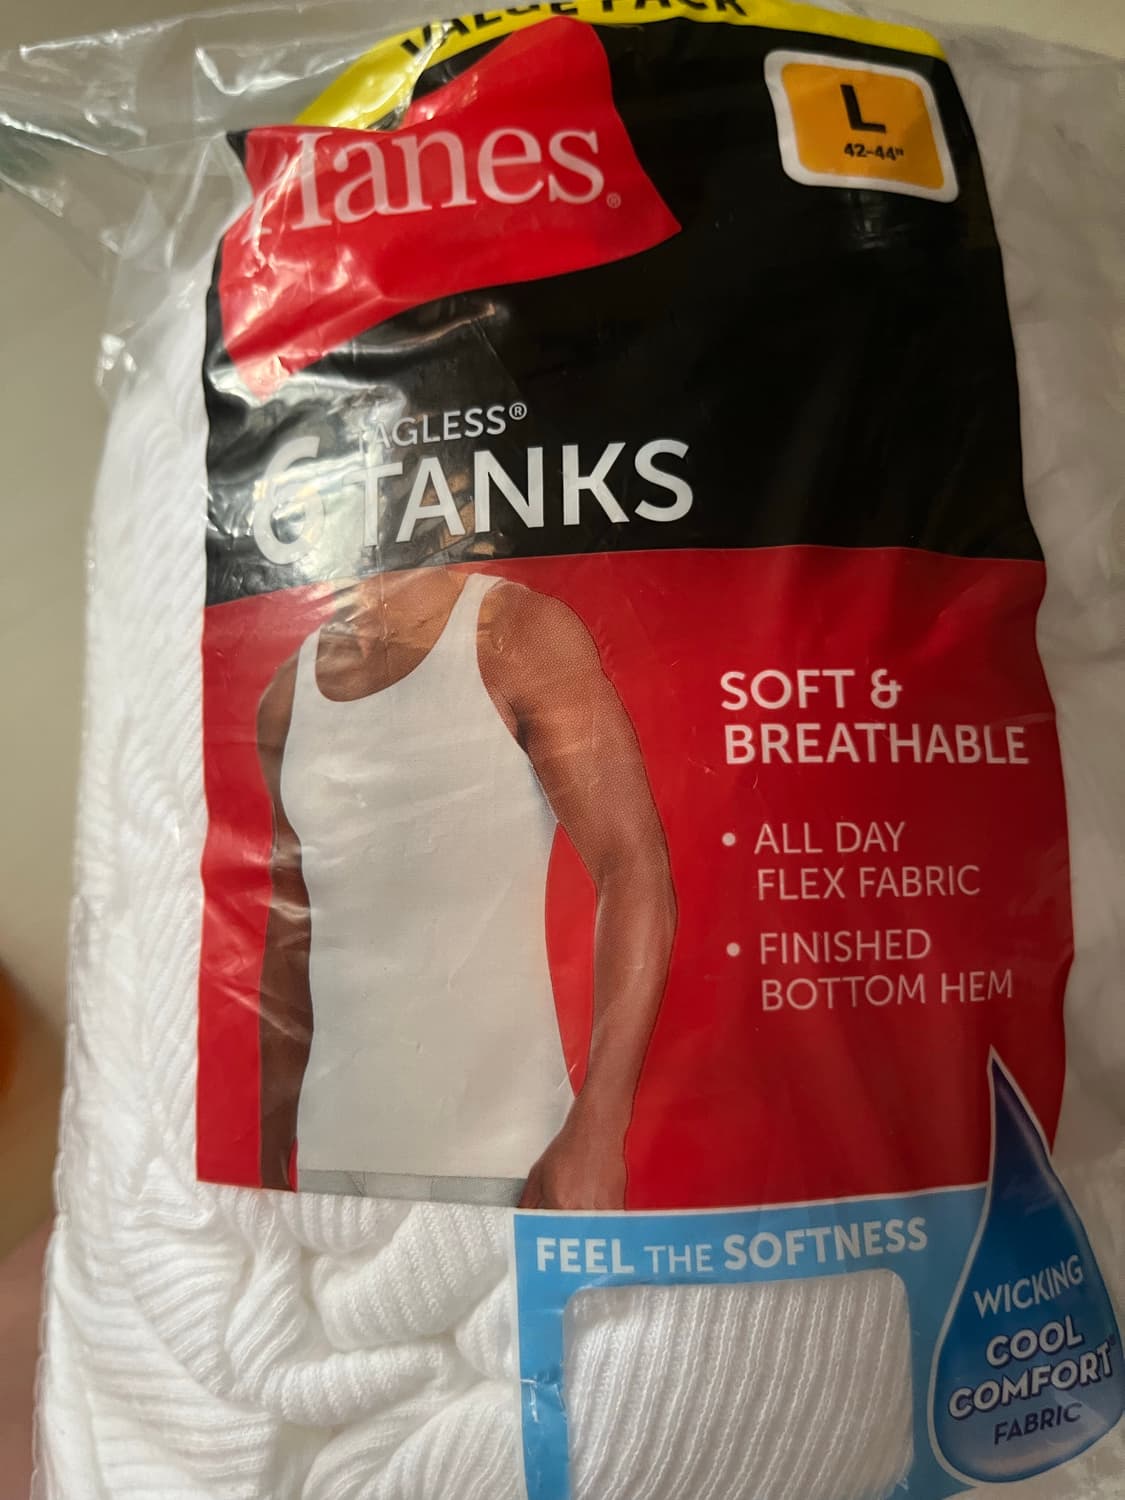 VALUE PACK
Hanes®
L
42-44"
TAGLESS®
6 TANKS
SOFT &
BREATHABLE
• ALL DAY
FLEX FABRIC
• FINISHED
BOTTOM HEM
FEEL THE SOFTNESS
WICKING
COOL
COMFORT™
FABRIC